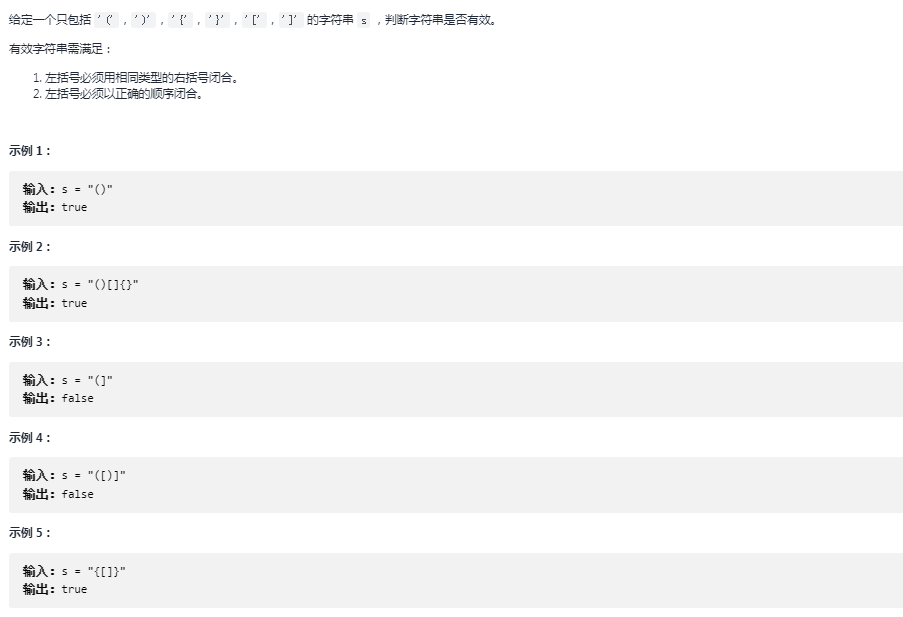 给定一个只包括 '('，')'，'{'，'}'，'['，']' 的字符串 s ，判断字符串是否有效。
有效字符串需满足：
1. 左括号必须用相同类型的右括号闭合。
2. 左括号必须以正确的顺序闭合。
示例 1：
输入：s = "()"
输出：true
示例 2：
输入：s = "()[]{}"
输出：true
示例 3：
输入：s = "(]"
输出：false
示例 4：
输入：s = "([)]"
输出：false
示例 5：
输入：s = "{[]}"
输出：true